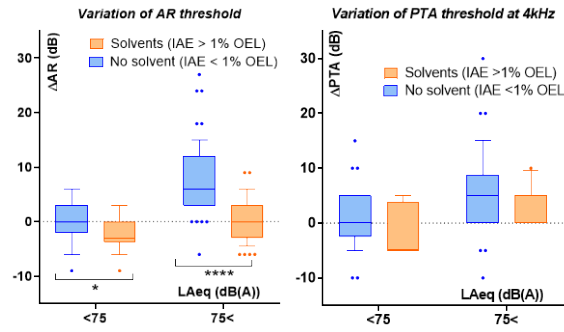 Variation of AR threshold
ΔAR (dB)
Solvents (IAE > 1% OEL)
No solvent (IAE < 1% OEL)
30
20
10
0
-10
*
****
LAeq (dB(A))
<75
75<
Variation of PTA threshold at 4kHz
ΔPTA (dB)
Solvents (IAE >1% OEL)
No solvent (IAE <1% OEL
30
20
10
0
-10
LAeq (dB(A))
<75
75<